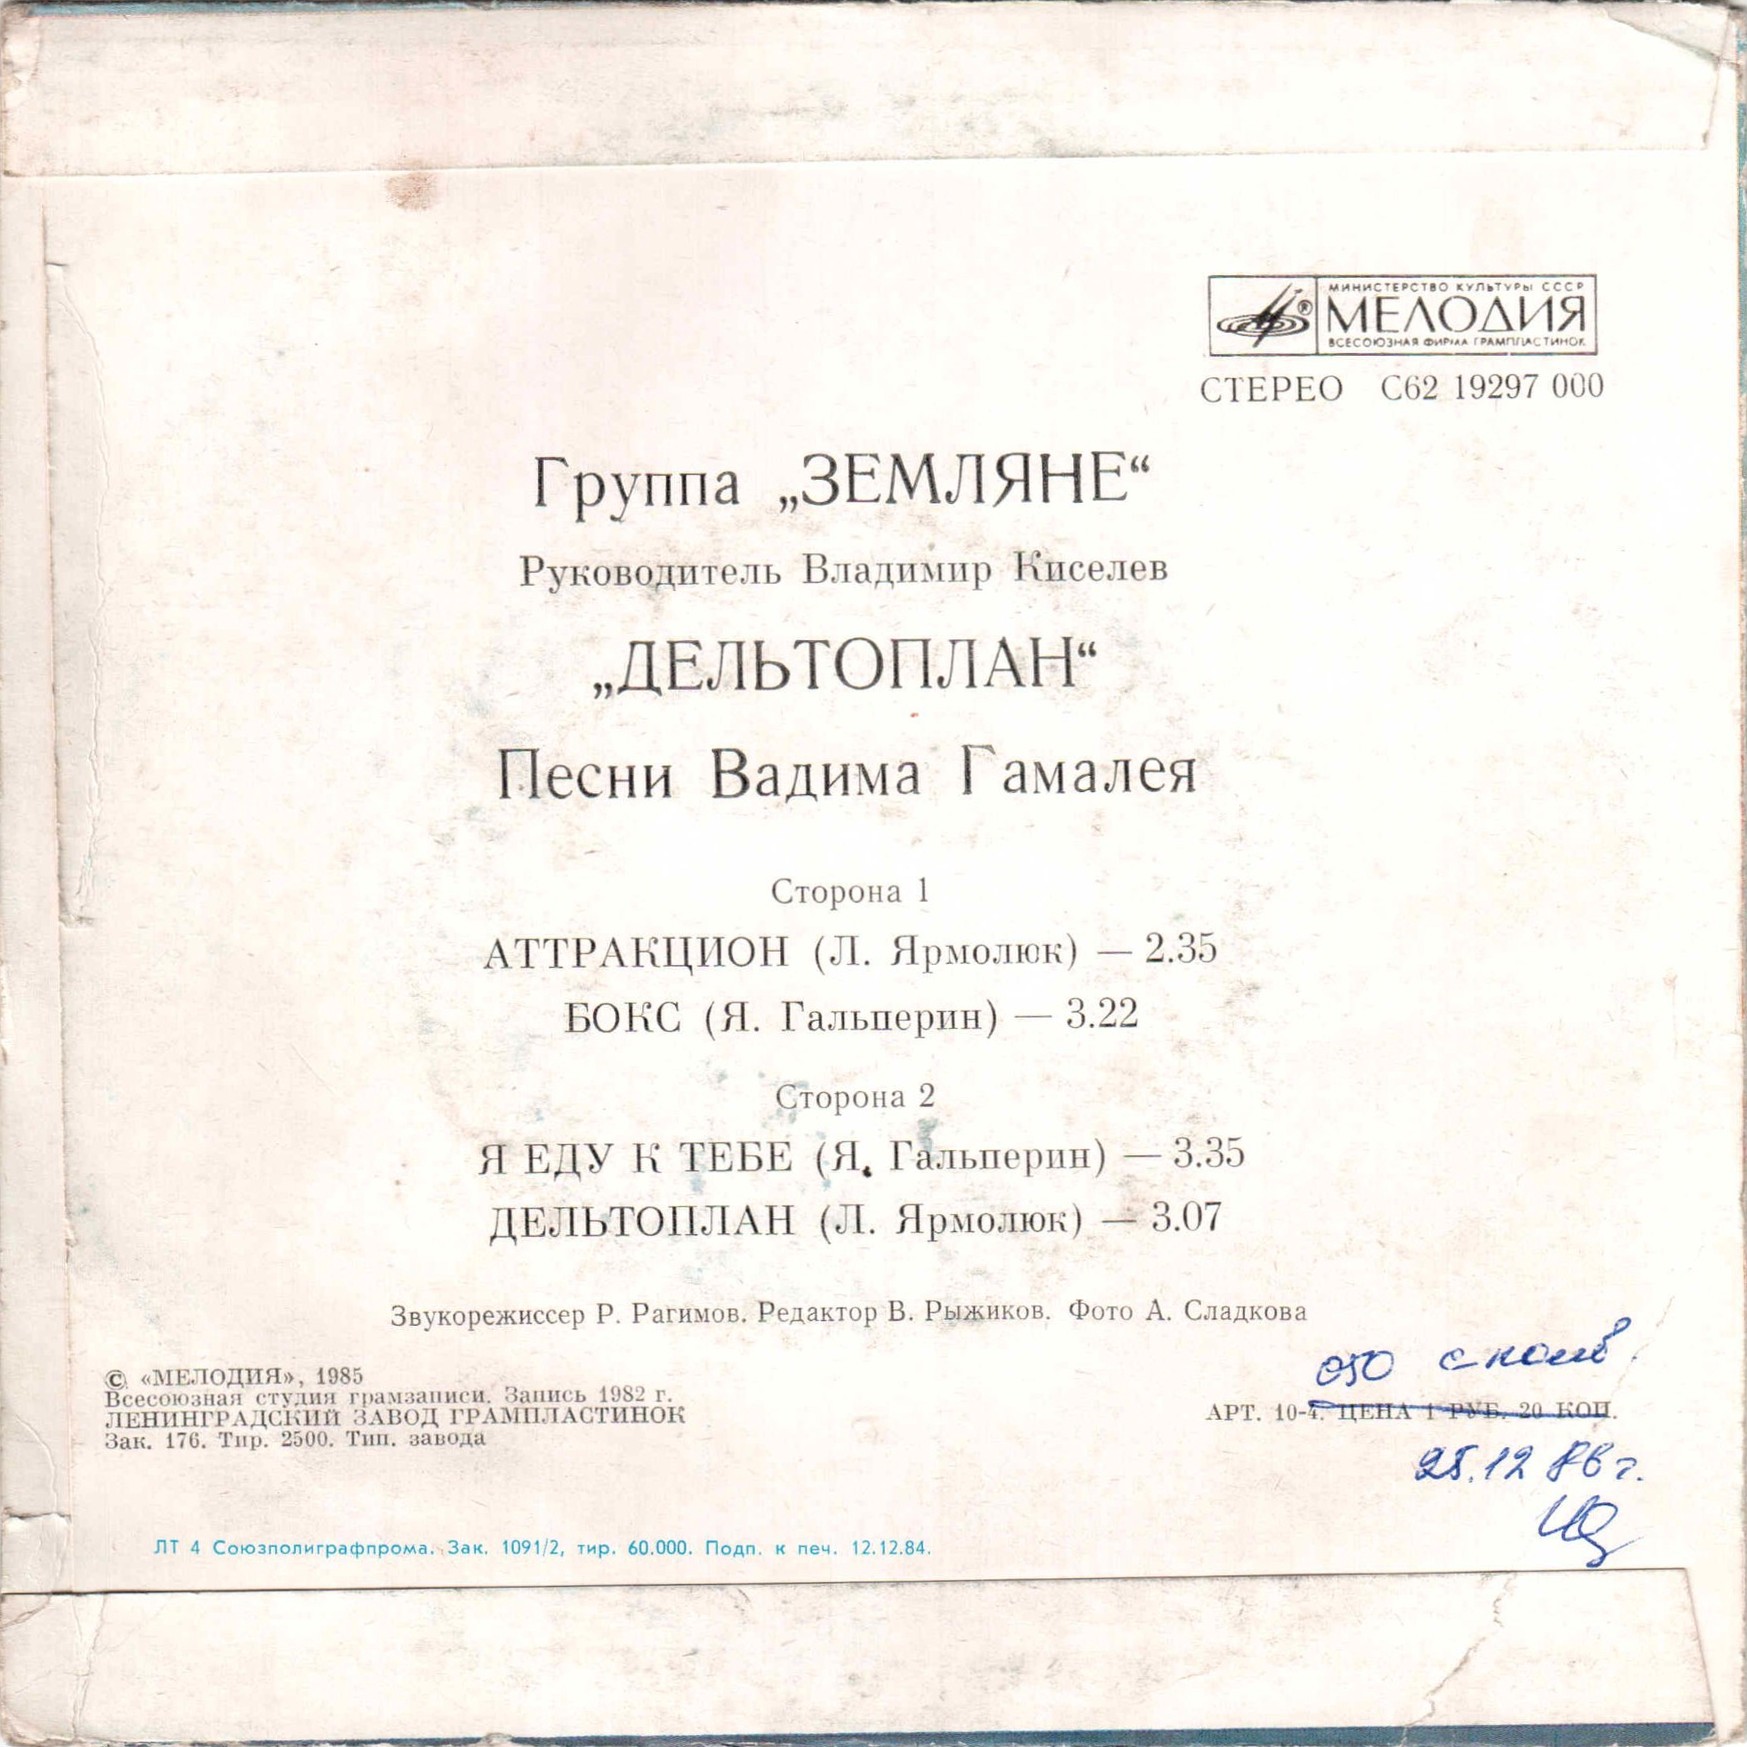 МИНИСТЕРСТВО КУЛЬТУРЫ СССР
МЕЛОДИЯ
ВСЕСОЮЗНАЯ ФИРМА ГРАМПЛАСТИНОК
СТЕРЕО С62 19297 000
Группа „ЗЕМЛЯНЕ“
Руководитель Владимир Киселев
„ДЕЛЬТОПЛАН“
Песни Вадима Гамалея
Сторона 1
АТТРАКЦИОН (Л. Ярмолюк) — 2.35
БОКС (Я. Гальперин) — 3.22
Сторона 2
Я ЕДУ К ТЕБЕ (Я. Гальперин) — 3.35
ДЕЛЬТОПЛАН (Л. Ярмолюк) — 3.07
Звукорежиссер Р. Рагимов. Редактор В. Рыжиков. Фото А. Сладкова
© «МЕЛОДИЯ», 1985
Всесоюзная студия грамзаписи. Запись 1982 г.
ЛЕНИНГРАДСКИЙ ЗАВОД ГРАМПЛАСТИНОК
Зак. 176. Тир. 2500. Тип. завода
АРТ. 10-4. ЦЕНА 1 РУБ. 20 КОП.
25.12 86 г.
ЛТ 4 Союзполиграфпрома. Зак. 1091/2, тир. 60.000. Подп. к печ. 12.12.84.